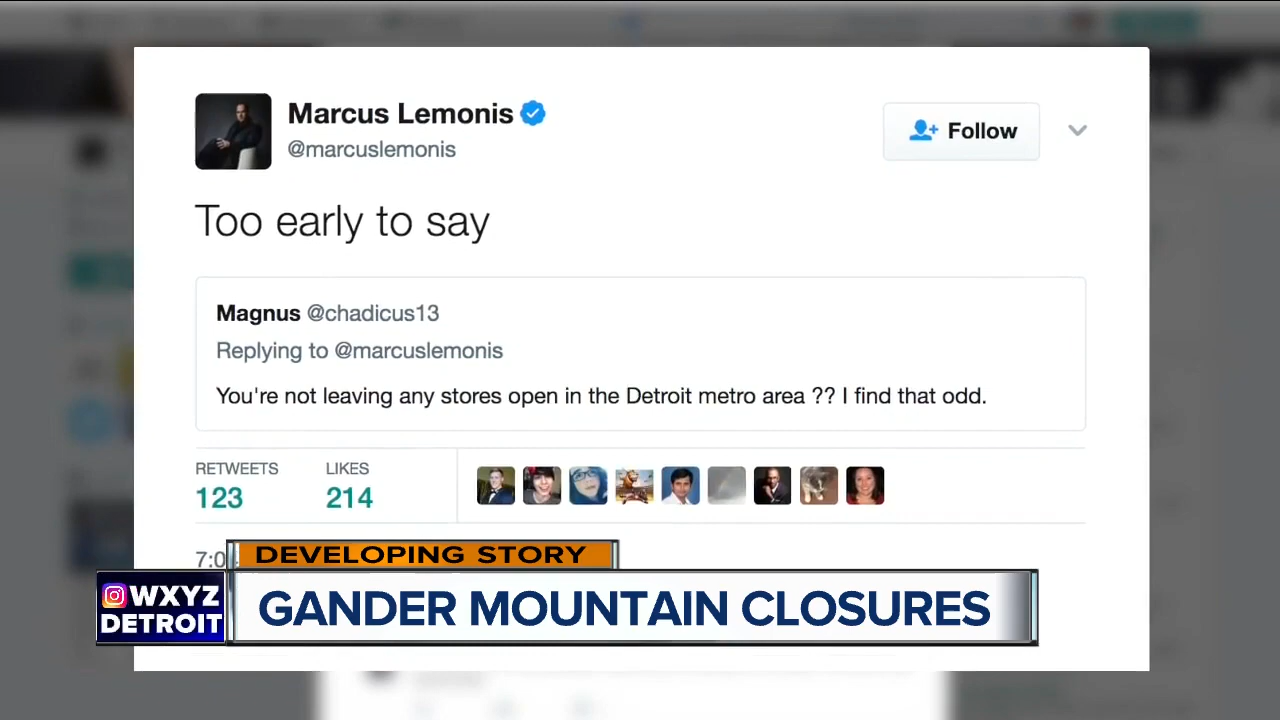 Marcus Lemonis
@marcuslemonis
Follow
Too early to say
Magnus @chadicus13
Replying to @marcuslemonis
You're not leaving any stores open in the Detroit metro area ?? I find that odd.
RETWEETS
LIKES
123
214
7:0
DEVELOPING STORY
WXYZ
DETROIT
GANDER MOUNTAIN CLOSURES